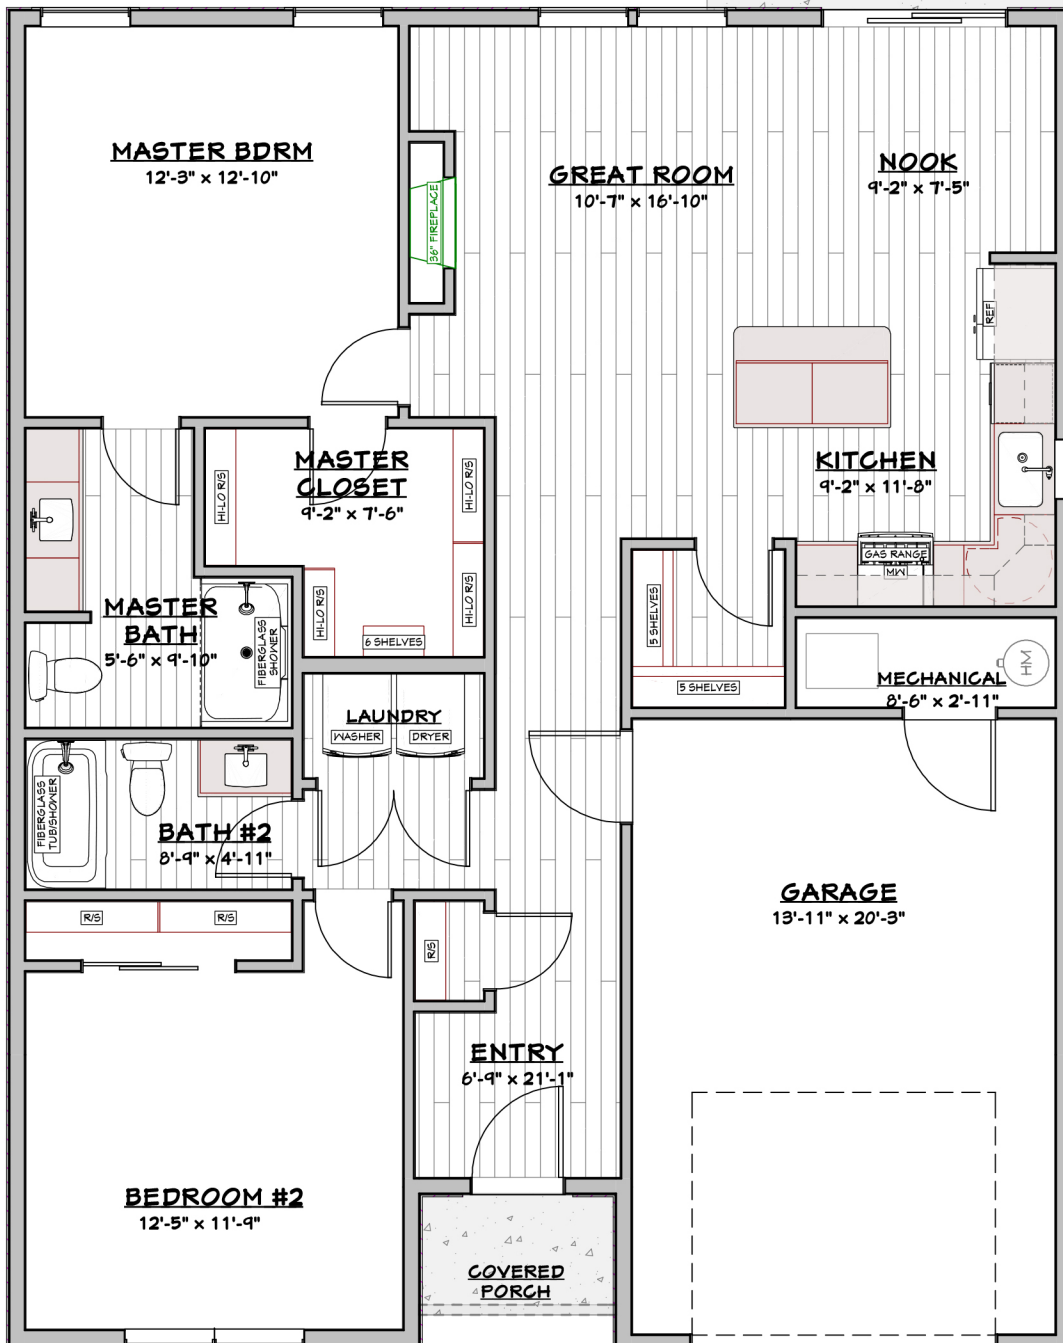 MASTER BDRM
12'-3" x 12'-10"
GREAT ROOM
10'-7" x 16'-10"
NOOK
9'-2" x 7'-5"
36" FIREPLACE
REF
MASTER
CLOSET
9'-2" x 7'-6"
HI-LO R/S
HI-LO R/S
HI-LO R/S
HI-LO R/S
6 SHELVES
KITCHEN
9'-2" x 11'-8"
GAS RANGE
MW
MASTER
BATH
5'-6" x 9'-10"
FIBERGLASS
SHOWER
5 SHELVES
5 SHELVES
MECHANICAL
8'-6" x 2'-11"
HW
LAUNDRY
WASHER
DRYER
FIBERGLASS
TUB/SHOWER
BATH #2
8'-9" x 4'-11"
R/S
R/S
R/S
GARAGE
13'-11" x 20'-3"
ENTRY
6'-9" x 21'-1"
BEDROOM #2
12'-5" x 11'-9"
COVERED
PORCH